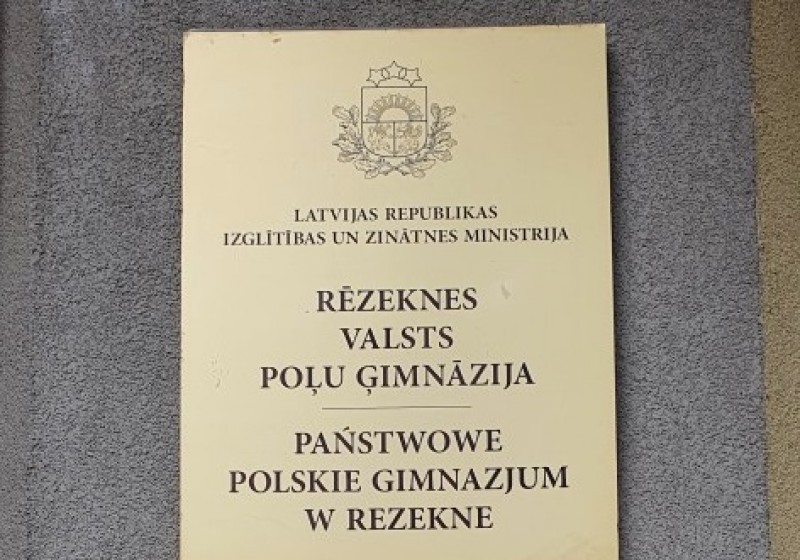 LATVIJAS REPUBLIKAS
IZGLĪTĪBAS UN ZINĀTNES MINISTRIJA
RĒZEKNES
VALSTS
POĻU ĢIMNĀZIJA
PAŃSTWOWE
POLSKIE GIMNAZJUM
W REZEKNE